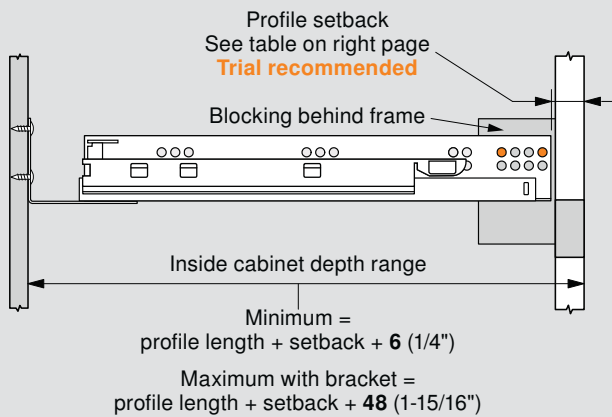 Profile setback
See table on right page
Trial recommended
Blocking behind frame
Inside cabinet depth range
Minimum =
profile length + setback + 6 (1/4")
Maximum with bracket =
profile length + setback + 48 (1-15/16")